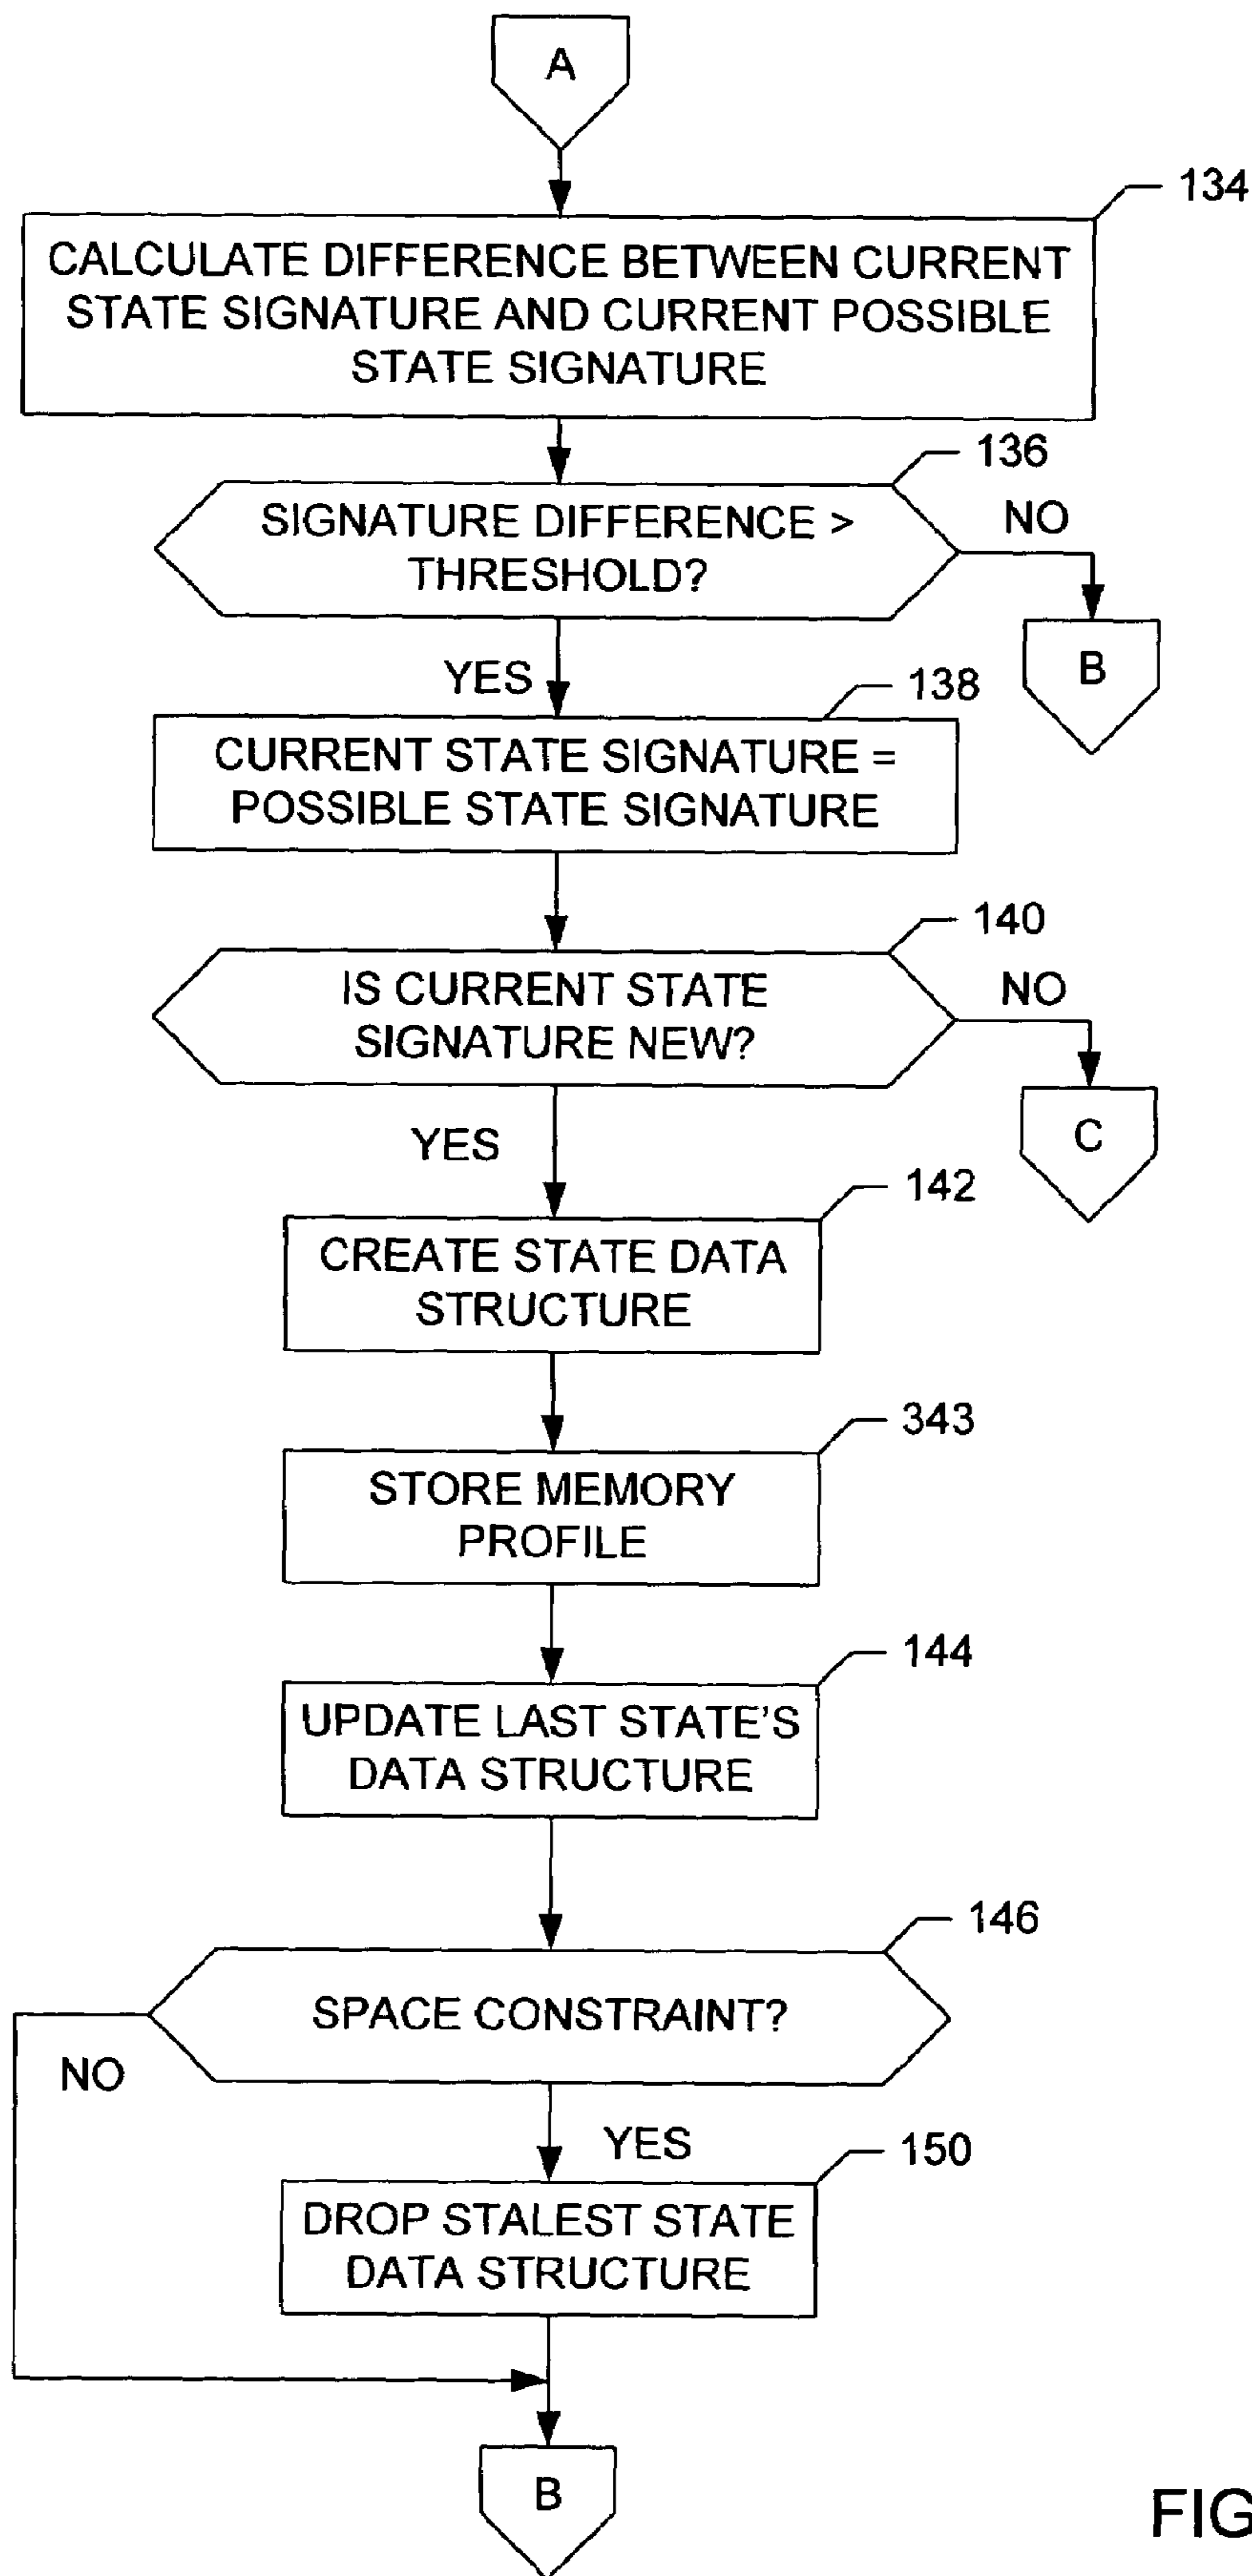 A
134
CALCULATE DIFFERENCE BETWEEN CURRENT
STATE SIGNATURE AND CURRENT POSSIBLE
STATE SIGNATURE
136
SIGNATURE DIFFERENCE >
THRESHOLD?
NO
B
YES
138
CURRENT STATE SIGNATURE =
POSSIBLE STATE SIGNATURE
140
IS CURRENT STATE
SIGNATURE NEW?
NO
C
YES
142
CREATE STATE DATA
STRUCTURE
343
STORE MEMORY
PROFILE
144
UPDATE LAST STATE'S
DATA STRUCTURE
146
SPACE CONSTRAINT?
NO
YES
150
DROP STALEST STATE
DATA STRUCTURE
B
FIG